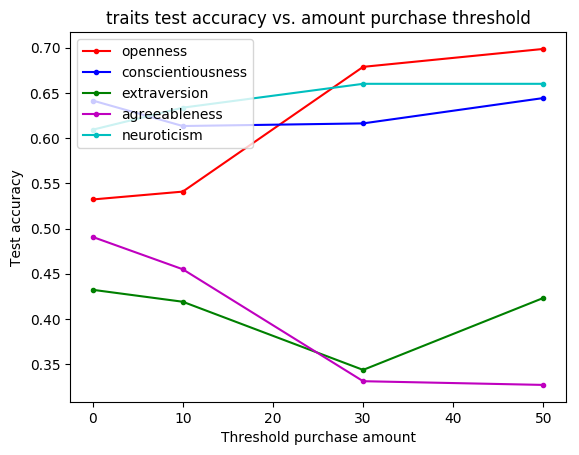 traits test accuracy vs. amount purchase threshold
openness
conscientiousness
extraversion
agreeableness
neuroticism
0.70
0.65
0.60
0.55
0.50
0.45
0.40
0.35
Test accuracy
0 10 20 30 40 50
Threshold purchase amount